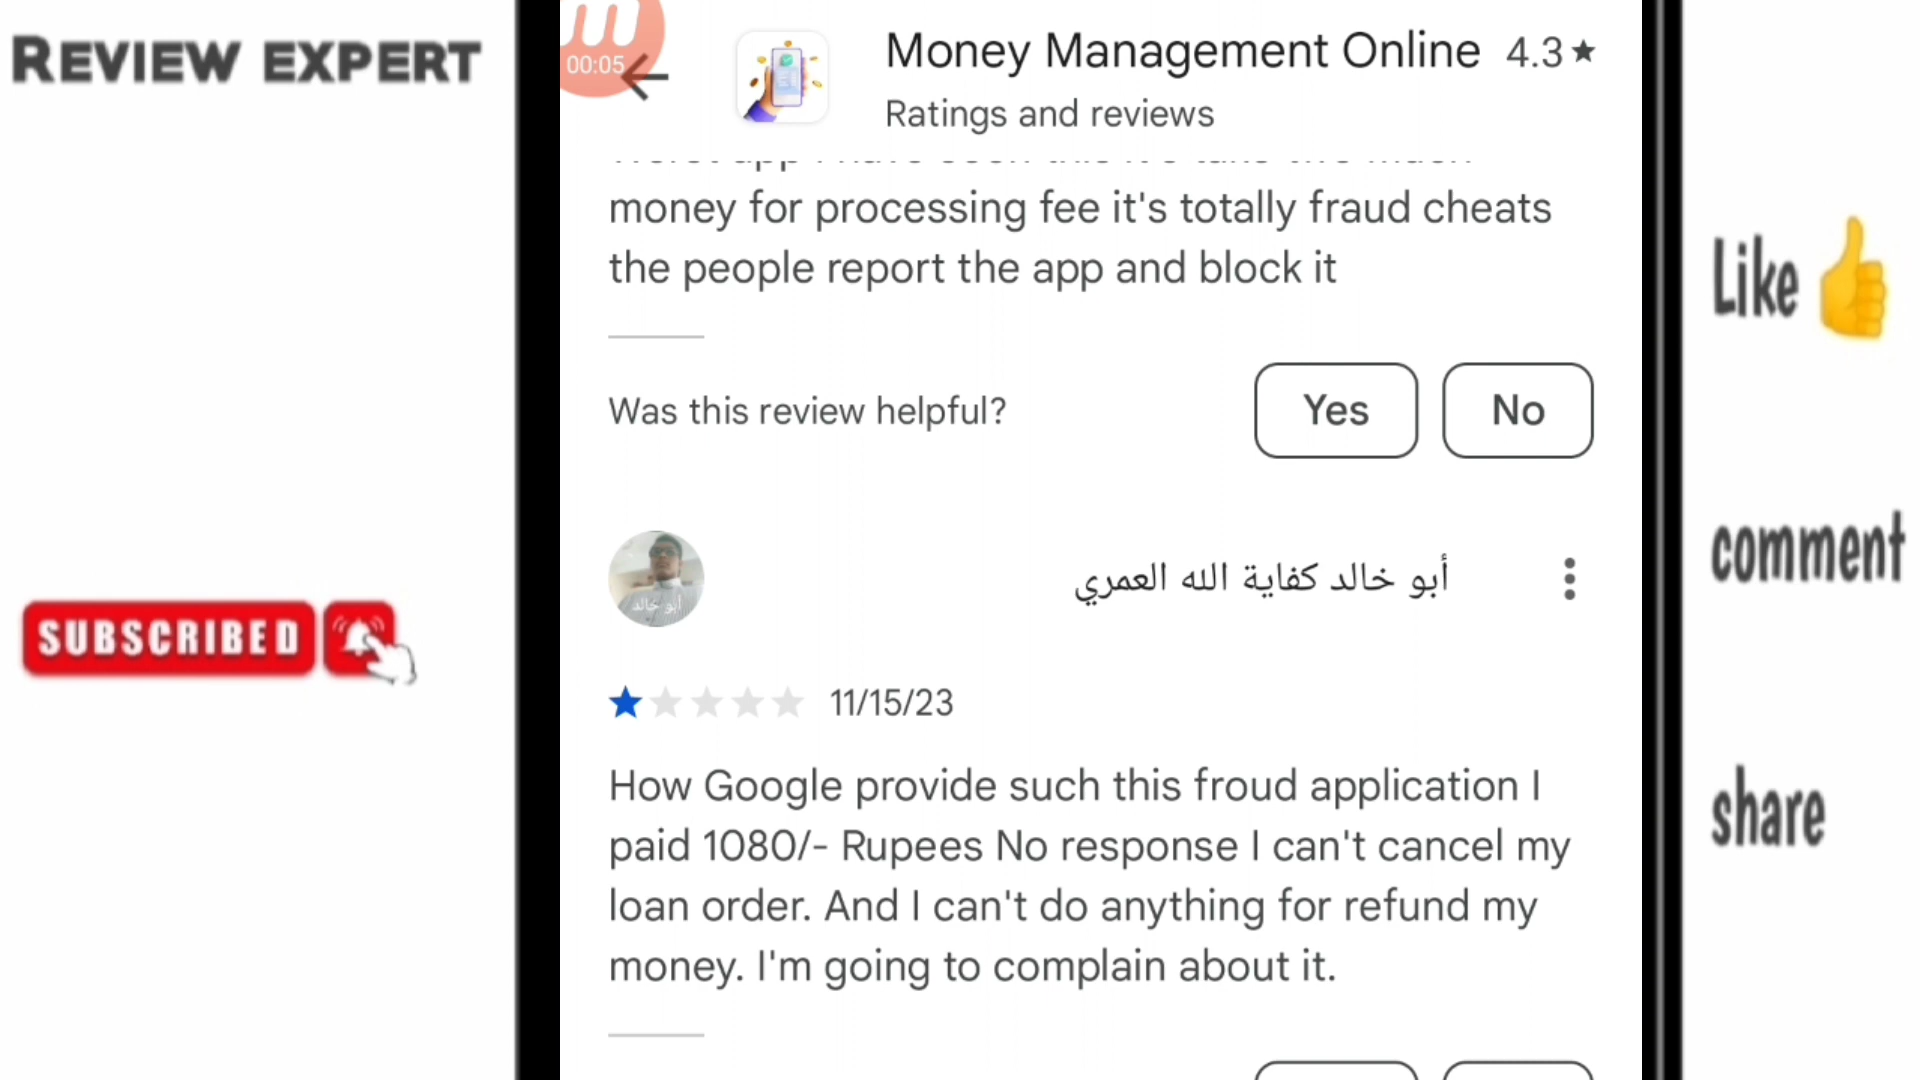 REVIEW EXPERT
00:05
Money Management Online 4.3★
Ratings and reviews
money for processing fee it's totally fraud cheats
the people report the app and block it
Was this review helpful?
Yes
No
أبو خالد كفاية الله العمري
أبو خالد
11/15/23
How Google provide such this froud application I
paid 1080/- Rupees No response I can't cancel my
loan order. And I can't do anything for refund my
money. I'm going to complain about it.
SUBSCRIBED
Like
comment
share